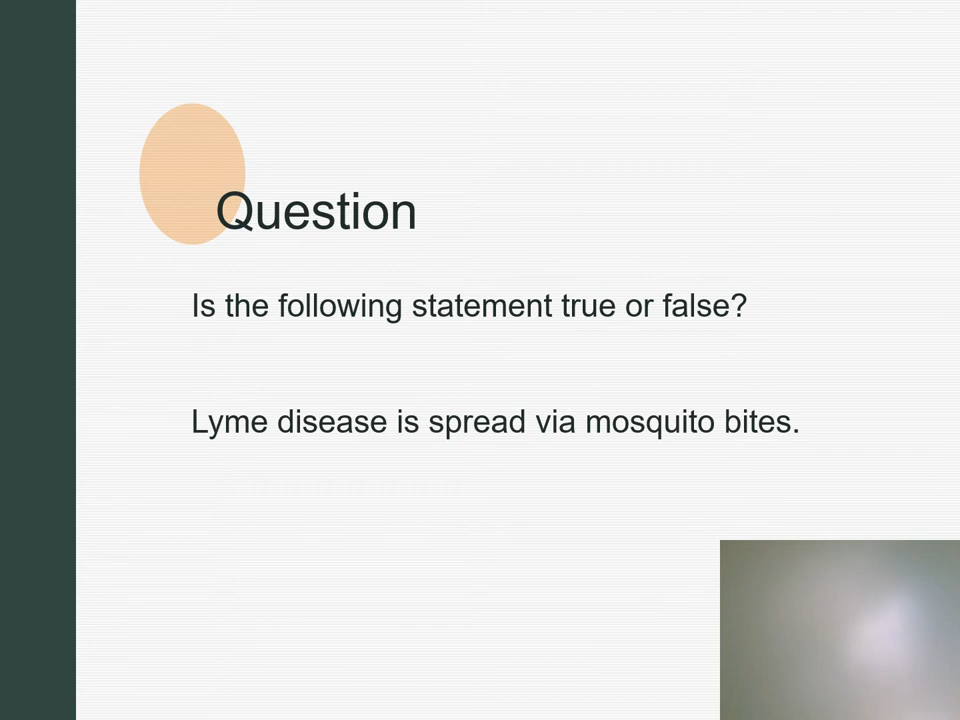 Question
Is the following statement true or false?
Lyme disease is spread via mosquito bites.